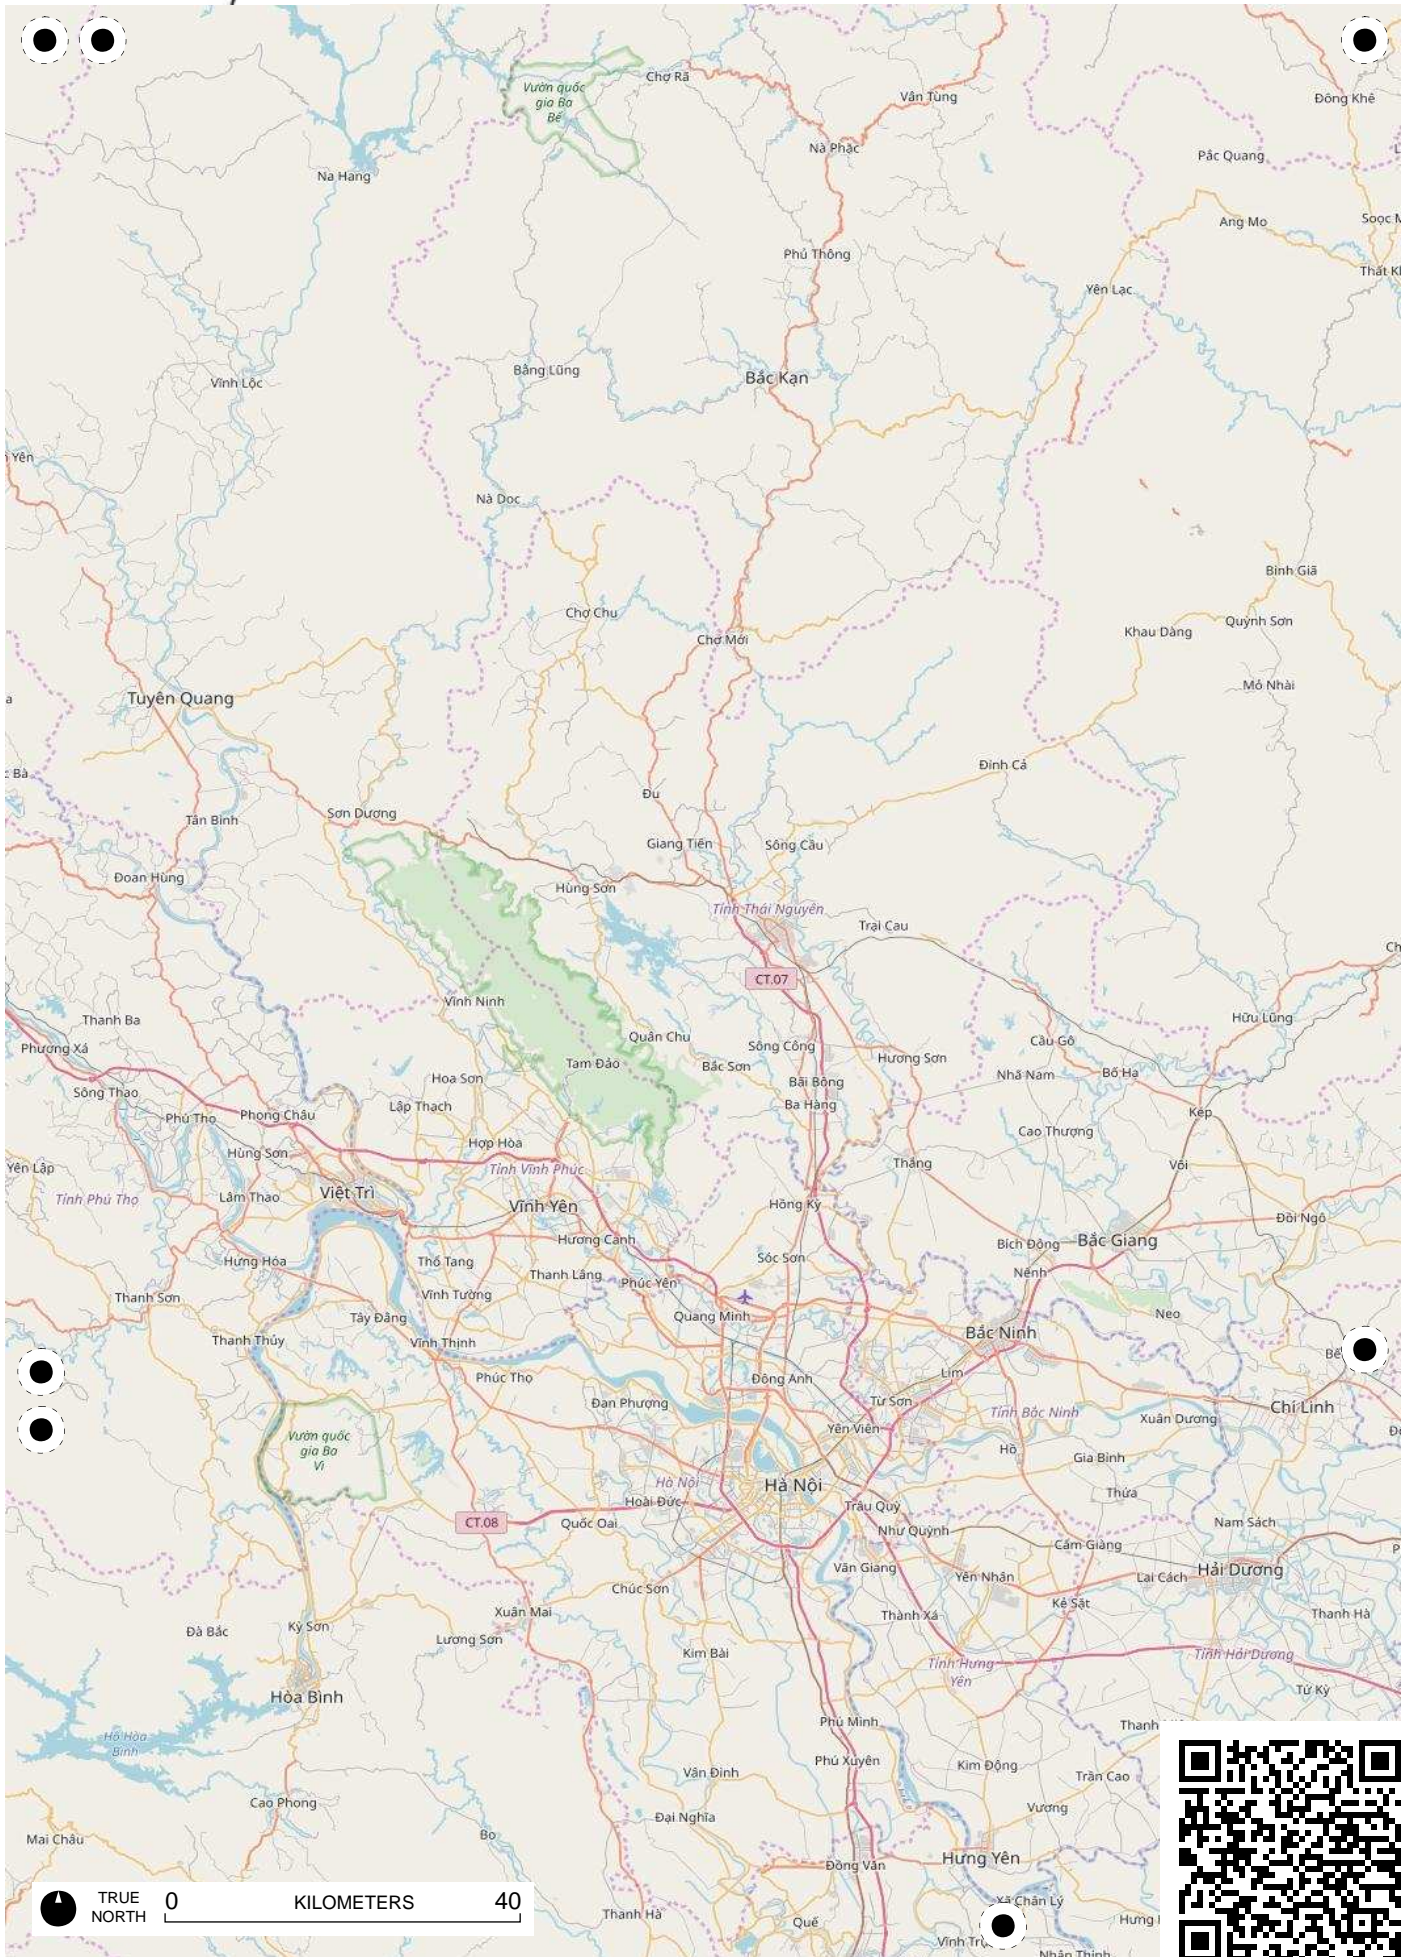 Vườn quốc
gia Ba
Bể
Chợ Rã
Vân Tùng
Đông Khê
Nà Phặc
Pác Quang
Na Hang
Ang Mo
Phủ Thông
Yên Lạc
Bằng Lũng
Bắc Kạn
Vĩnh Lộc
Yên
Nà Doc
Bình Giã
Chợ Chu
Quỳnh Sơn
Khau Dàng
Chợ Mới
Mỏ Nhài
Tuyên Quang
Đình Cả
Đu
Sơn Dương
Tân Bình
Giang Tiên
Sông Cầu
Đoan Hùng
Hùng Sơn
Tỉnh Thái Nguyên
Trại Cau
CT.07
Vĩnh Ninh
Thanh Ba
Hữu Lũng
Phương Xá
Quân Chu
Sông Công
Cầu Gồ
Hương Sơn
Tam Đảo
Bắc Sơn
Nhã Nam
Bố Hạ
Hoa Sơn
Bãi Bông
Sông Thao
Lập Thạch
Ba Hàng
Phú Thọ
Phong Châu
Kép
Cao Thượng
Hợp Hòa
Hùng Sơn
Yên Lập
Tỉnh Vĩnh Phúc
Thắng
Vôi
Tỉnh Phú Thọ
Lâm Thao
Việt Trì
Vĩnh Yên
Hồng Kỳ
Đồi Ngô
Hương Canh
Bích Động
Bắc Giang
Hưng Hóa
Thổ Tang
Sóc Sơn
Nếnh
Thanh Lãng
Phúc Yên
Thanh Sơn
Vĩnh Tường
Quang Minh
Neo
Tây Đằng
Bắc Ninh
Thanh Thủy
Vĩnh Thịnh
Phúc Thọ
Đông Anh
Lim
Đan Phượng
Từ Sơn
Tỉnh Bắc Ninh
Xuân Dương
Chí Linh
Yên Viên
Vườn quốc
gia Ba
Vì
Hồ
Gia Bình
Hà Nội
Hà Nội
Hoài Đức
Thứa
Trâu Quỳ
CT.08
Quốc Oai
Nam Sách
Như Quỳnh
Cẩm Giàng
Văn Giang
Yên Nhân
Lai Cách
Hải Dương
Chúc Sơn
Kẻ Sặt
Xuân Mai
Thành Xá
Thanh Hà
Kỳ Sơn
Đà Bắc
Lương Sơn
Kim Bài
Tỉnh Hưng
Yên
Tỉnh Hải Dương
Hòa Bình
Tứ Kỳ
Phú Minh
Thanh
Hồ Hòa
Bình
Phú Xuyên
Kim Động
Vân Đình
Trần Cao
Cao Phong
Vương
Đại Nghĩa
Bo
Mai Châu
Đồng Văn
Hưng Yên
Xã Chân Lý
Thanh Hà
Quế
Nhân Thịnh
TRUE
NORTH
0 KILOMETERS 40